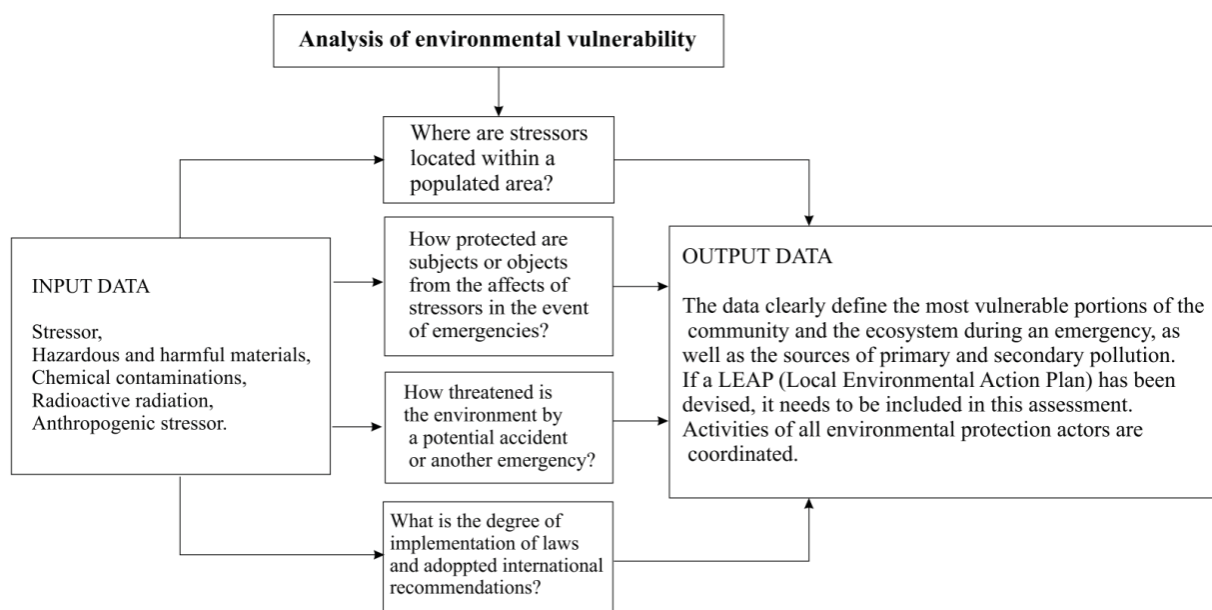 Analysis of environmental vulnerability
Where are stressors
located within a
populated area?
INPUT DATA
Stressor,
Hazardous and harmful materials,
Chemical contaminations,
Radioactive radiation,
Anthropogenic stressor.
How protected are
subjects or objects
from the affects of
stressors in the event
of emergencies?
How threatened is
the environment by
a potential accident
or another emergency?
What is the degree of
implementation of laws
and adoppted international
recommendations?
OUTPUT DATA
The data clearly define the most vulnerable portions of the
community and the ecosystem during an emergency, as
well as the sources of primary and secondary pollution.
If a LEAP (Local Environmental Action Plan) has been
devised, it needs to be included in this assessment.
Activities of all environmental protection actors are
coordinated.